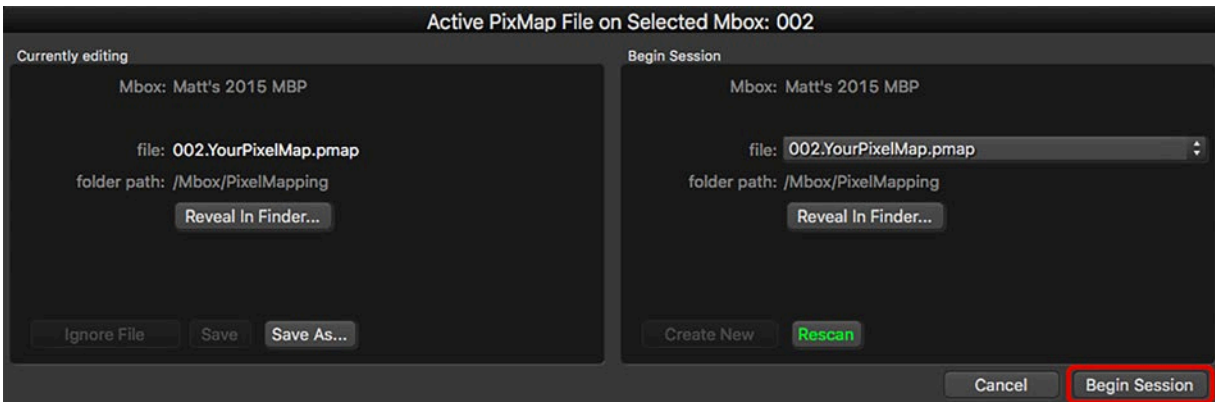 Active PixMap File on Selected Mbox: 002
Currently editing
Mbox: Matt's 2015 MBP
file: 002.YourPixelMap.pmap
folder path: /Mbox/PixelMapping
Reveal In Finder...
Ignore File Save Save As...
Begin Session
Mbox: Matt's 2015 MBP
file: 002.YourPixelMap.pmap
folder path: /Mbox/PixelMapping
Reveal In Finder...
Create New Rescan
Cancel Begin Session